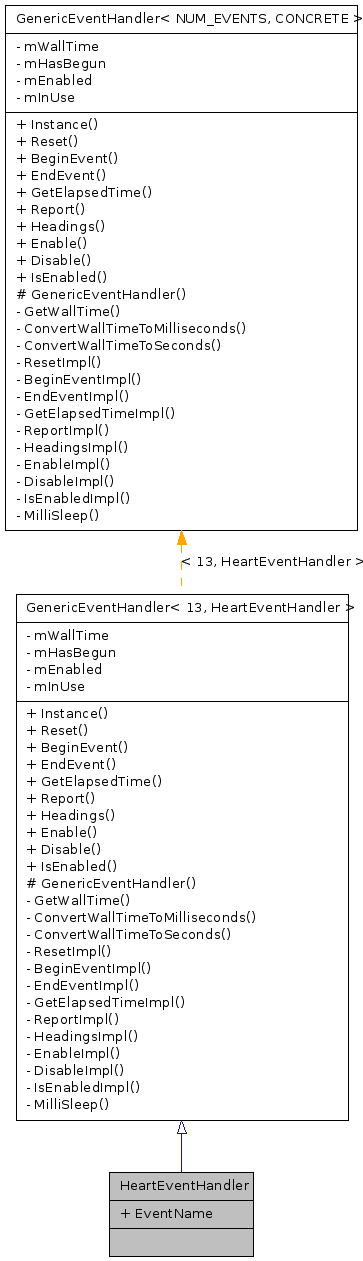 GenericEventHandler< NUM_EVENTS, CONCRETE >
- mWallTime
- mHasBegun
- mEnabled
- mInUse
+ Instance()
+ Reset()
+ BeginEvent()
+ EndEvent()
+ GetElapsedTime()
+ Report()
+ Headings()
+ Enable()
+ Disable()
+ IsEnabled()
# GenericEventHandler()
- GetWallTime()
- ConvertWallTimeToMilliseconds()
- ConvertWallTimeToSeconds()
- ResetImpl()
- BeginEventImpl()
- EndEventImpl()
- GetElapsedTimeImpl()
- ReportImpl()
- HeadingsImpl()
- EnableImpl()
- DisableImpl()
- IsEnabledImpl()
- MilliSleep()
< 13, HeartEventHandler >
GenericEventHandler< 13, HeartEventHandler >
- mWallTime
- mHasBegun
- mEnabled
- mInUse
+ Instance()
+ Reset()
+ BeginEvent()
+ EndEvent()
+ GetElapsedTime()
+ Report()
+ Headings()
+ Enable()
+ Disable()
+ IsEnabled()
# GenericEventHandler()
- GetWallTime()
- ConvertWallTimeToMilliseconds()
- ConvertWallTimeToSeconds()
- ResetImpl()
- BeginEventImpl()
- EndEventImpl()
- GetElapsedTimeImpl()
- ReportImpl()
- HeadingsImpl()
- EnableImpl()
- DisableImpl()
- IsEnabledImpl()
- MilliSleep()
HeartEventHandler
+ EventName